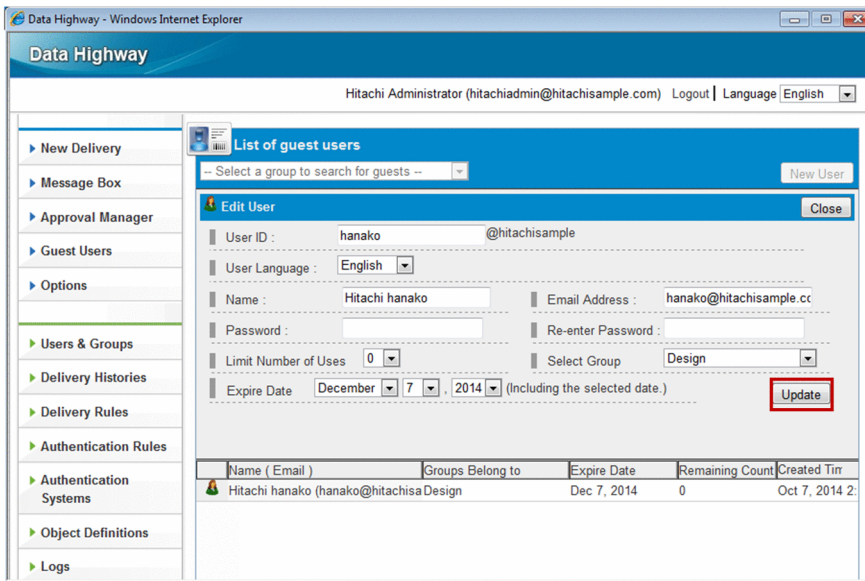 Data Highway - Windows Internet Explorer
Data Highway
Hitachi Administrator (hitachiadmin@hitachisample.com) Logout Language English
New Delivery
Message Box
Approval Manager
Guest Users
Options
Users & Groups
Delivery Histories
Delivery Rules
Authentication Rules
Authentication
Systems
Object Definitions
Logs
List of guest users
-- Select a group to search for guests --
New User
Edit User
Close
User ID : hanako @hitachisample
User Language : English
Name : Hitachi hanako Email Address : hanako@hitachisample.cc
Password : Re-enter Password :
Limit Number of Uses 0 Select Group Design
Expire Date December 7 , 2014 (Including the selected date.)
Update
Name ( Email ) Groups Belong to Expire Date Remaining Count Created Tim
Hitachi hanako (hanako@hitachisa Design Dec 7, 2014 0 Oct 7, 2014 2: